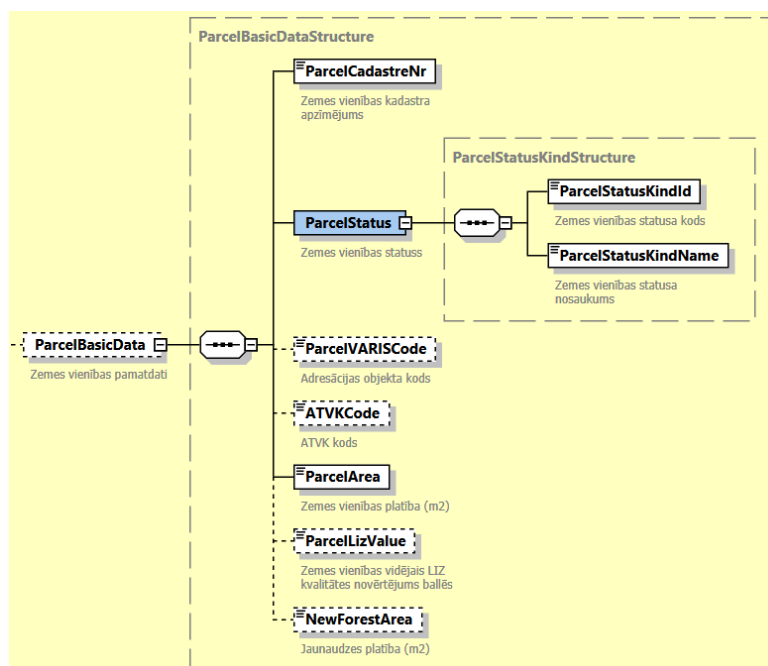 ParcelBasicDataStructure
ParcelCadastreNr
Zemes vienības kadastra
apzīmējums
ParcelStatusKindStructure
ParcelStatusKindId
Zemes vienības statusa kods
ParcelStatus
Zemes vienības statuss
ParcelStatusKindName
Zemes vienības statusa
nosaukums
ParcelBasicData
Zemes vienības pamatdati
ParcelVARISCode
Adresācijas objekta kods
ATVKCode
ATVK kods
ParcelArea
Zemes vienības platība (m2)
ParcelLizValue
Zemes vienības vidējais LIZ
kvalitātes novērtējums ballēs
NewForestArea
Jaunaudzes platība (m2)